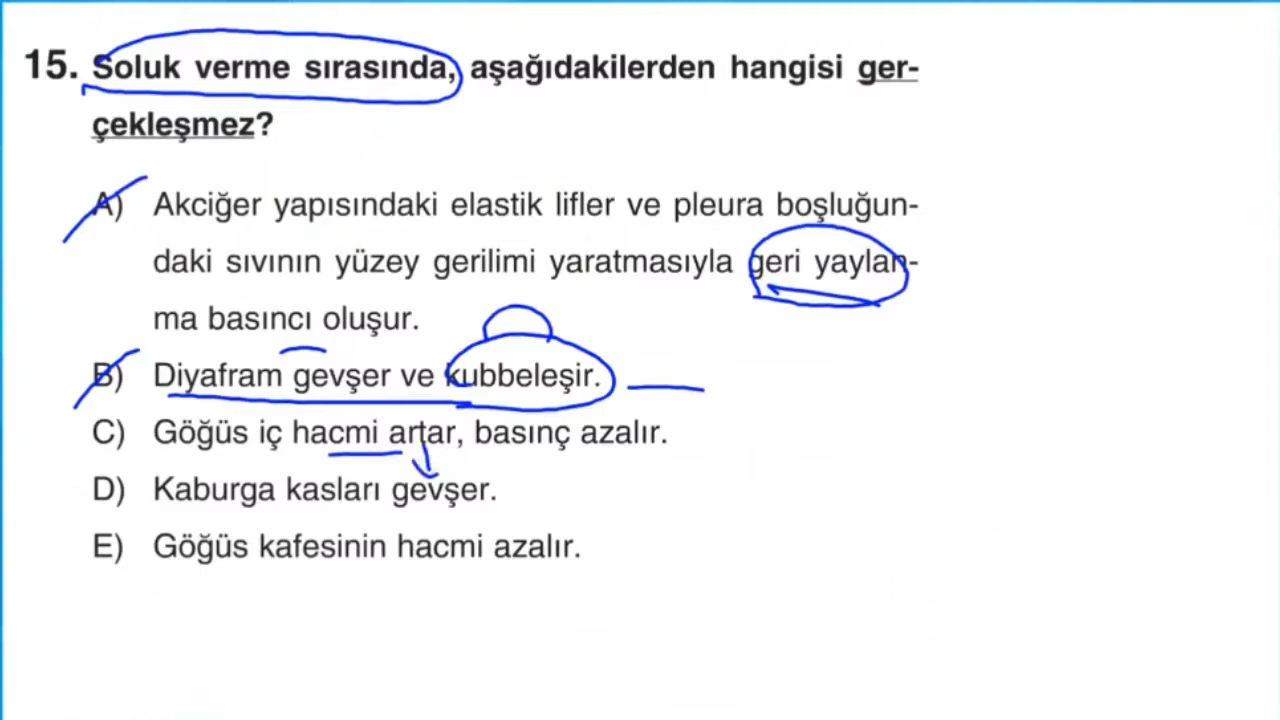 15. Soluk verme sırasında, aşağıdakilerden hangisi ger-
çekleşmez?
A) Akciğer yapısındaki elastik lifler ve pleura boşluğun-
daki sıvının yüzey gerilimi yaratmasıyla geri yaylan-
ma basıncı oluşur.
B) Diyafram gevşer ve kubbeleşir.
C) Göğüs iç hacmi artar, basınç azalır.
D) Kaburga kasları gevşer.
E) Göğüs kafesinin hacmi azalır.